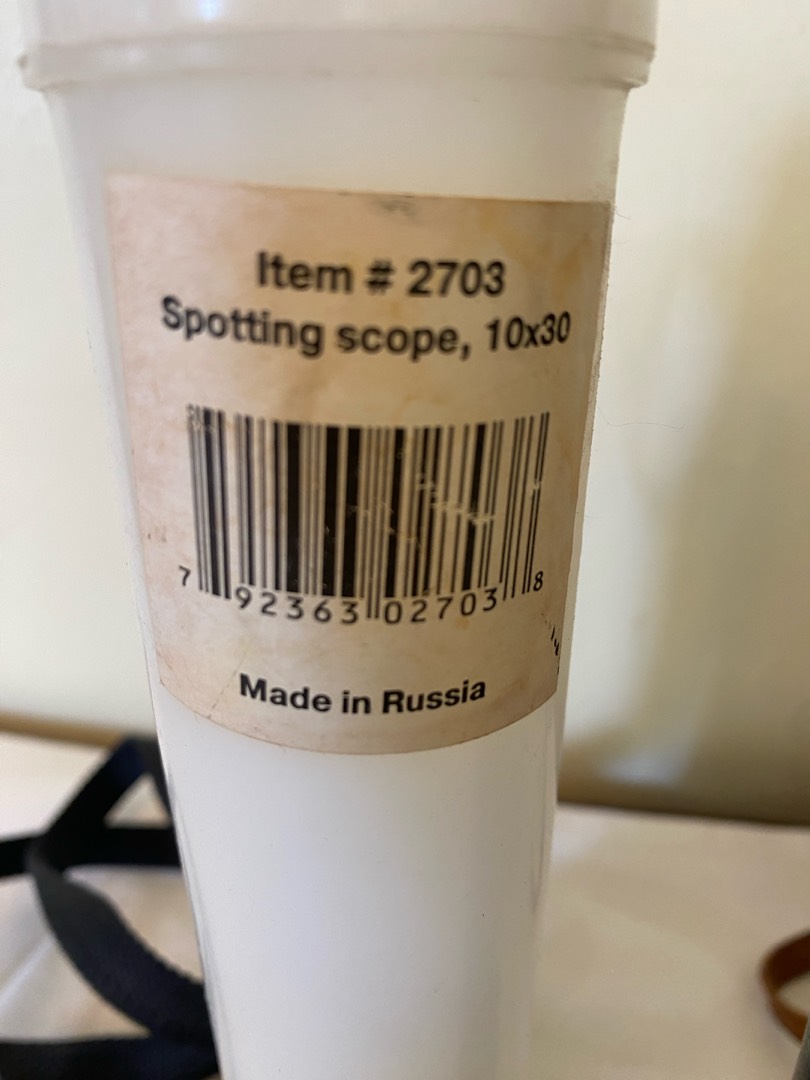 Item # 2703
Spotting scope, 10x30
7 92363 02703 8
Made in Russia